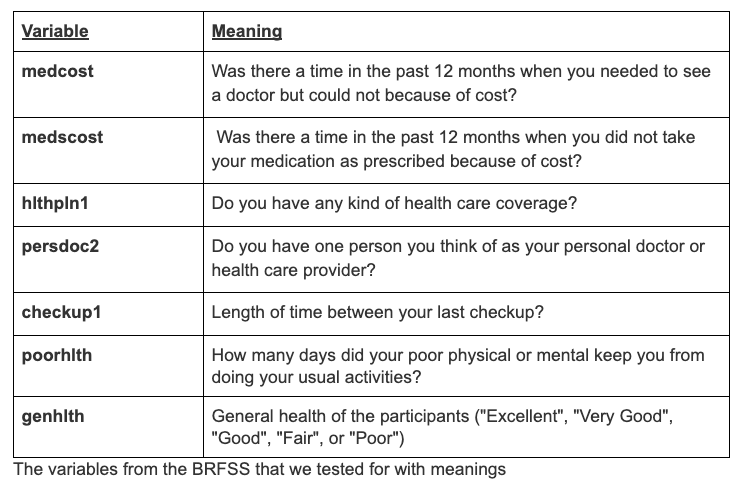 Variable Meaning
medcost Was there a time in the past 12 months when you needed to see
a doctor but could not because of cost?
medscost Was there a time in the past 12 months when you did not take
your medication as prescribed because of cost?
hlthpln1 Do you have any kind of health care coverage?
persdoc2 Do you have one person you think of as your personal doctor or
health care provider?
checkup1 Length of time between your last checkup?
poorhlth How many days did your poor physical or mental keep you from
doing your usual activities?
genhlth General health of the participants ("Excellent", "Very Good",
"Good", "Fair", or "Poor")
The variables from the BRFSS that we tested for with meanings